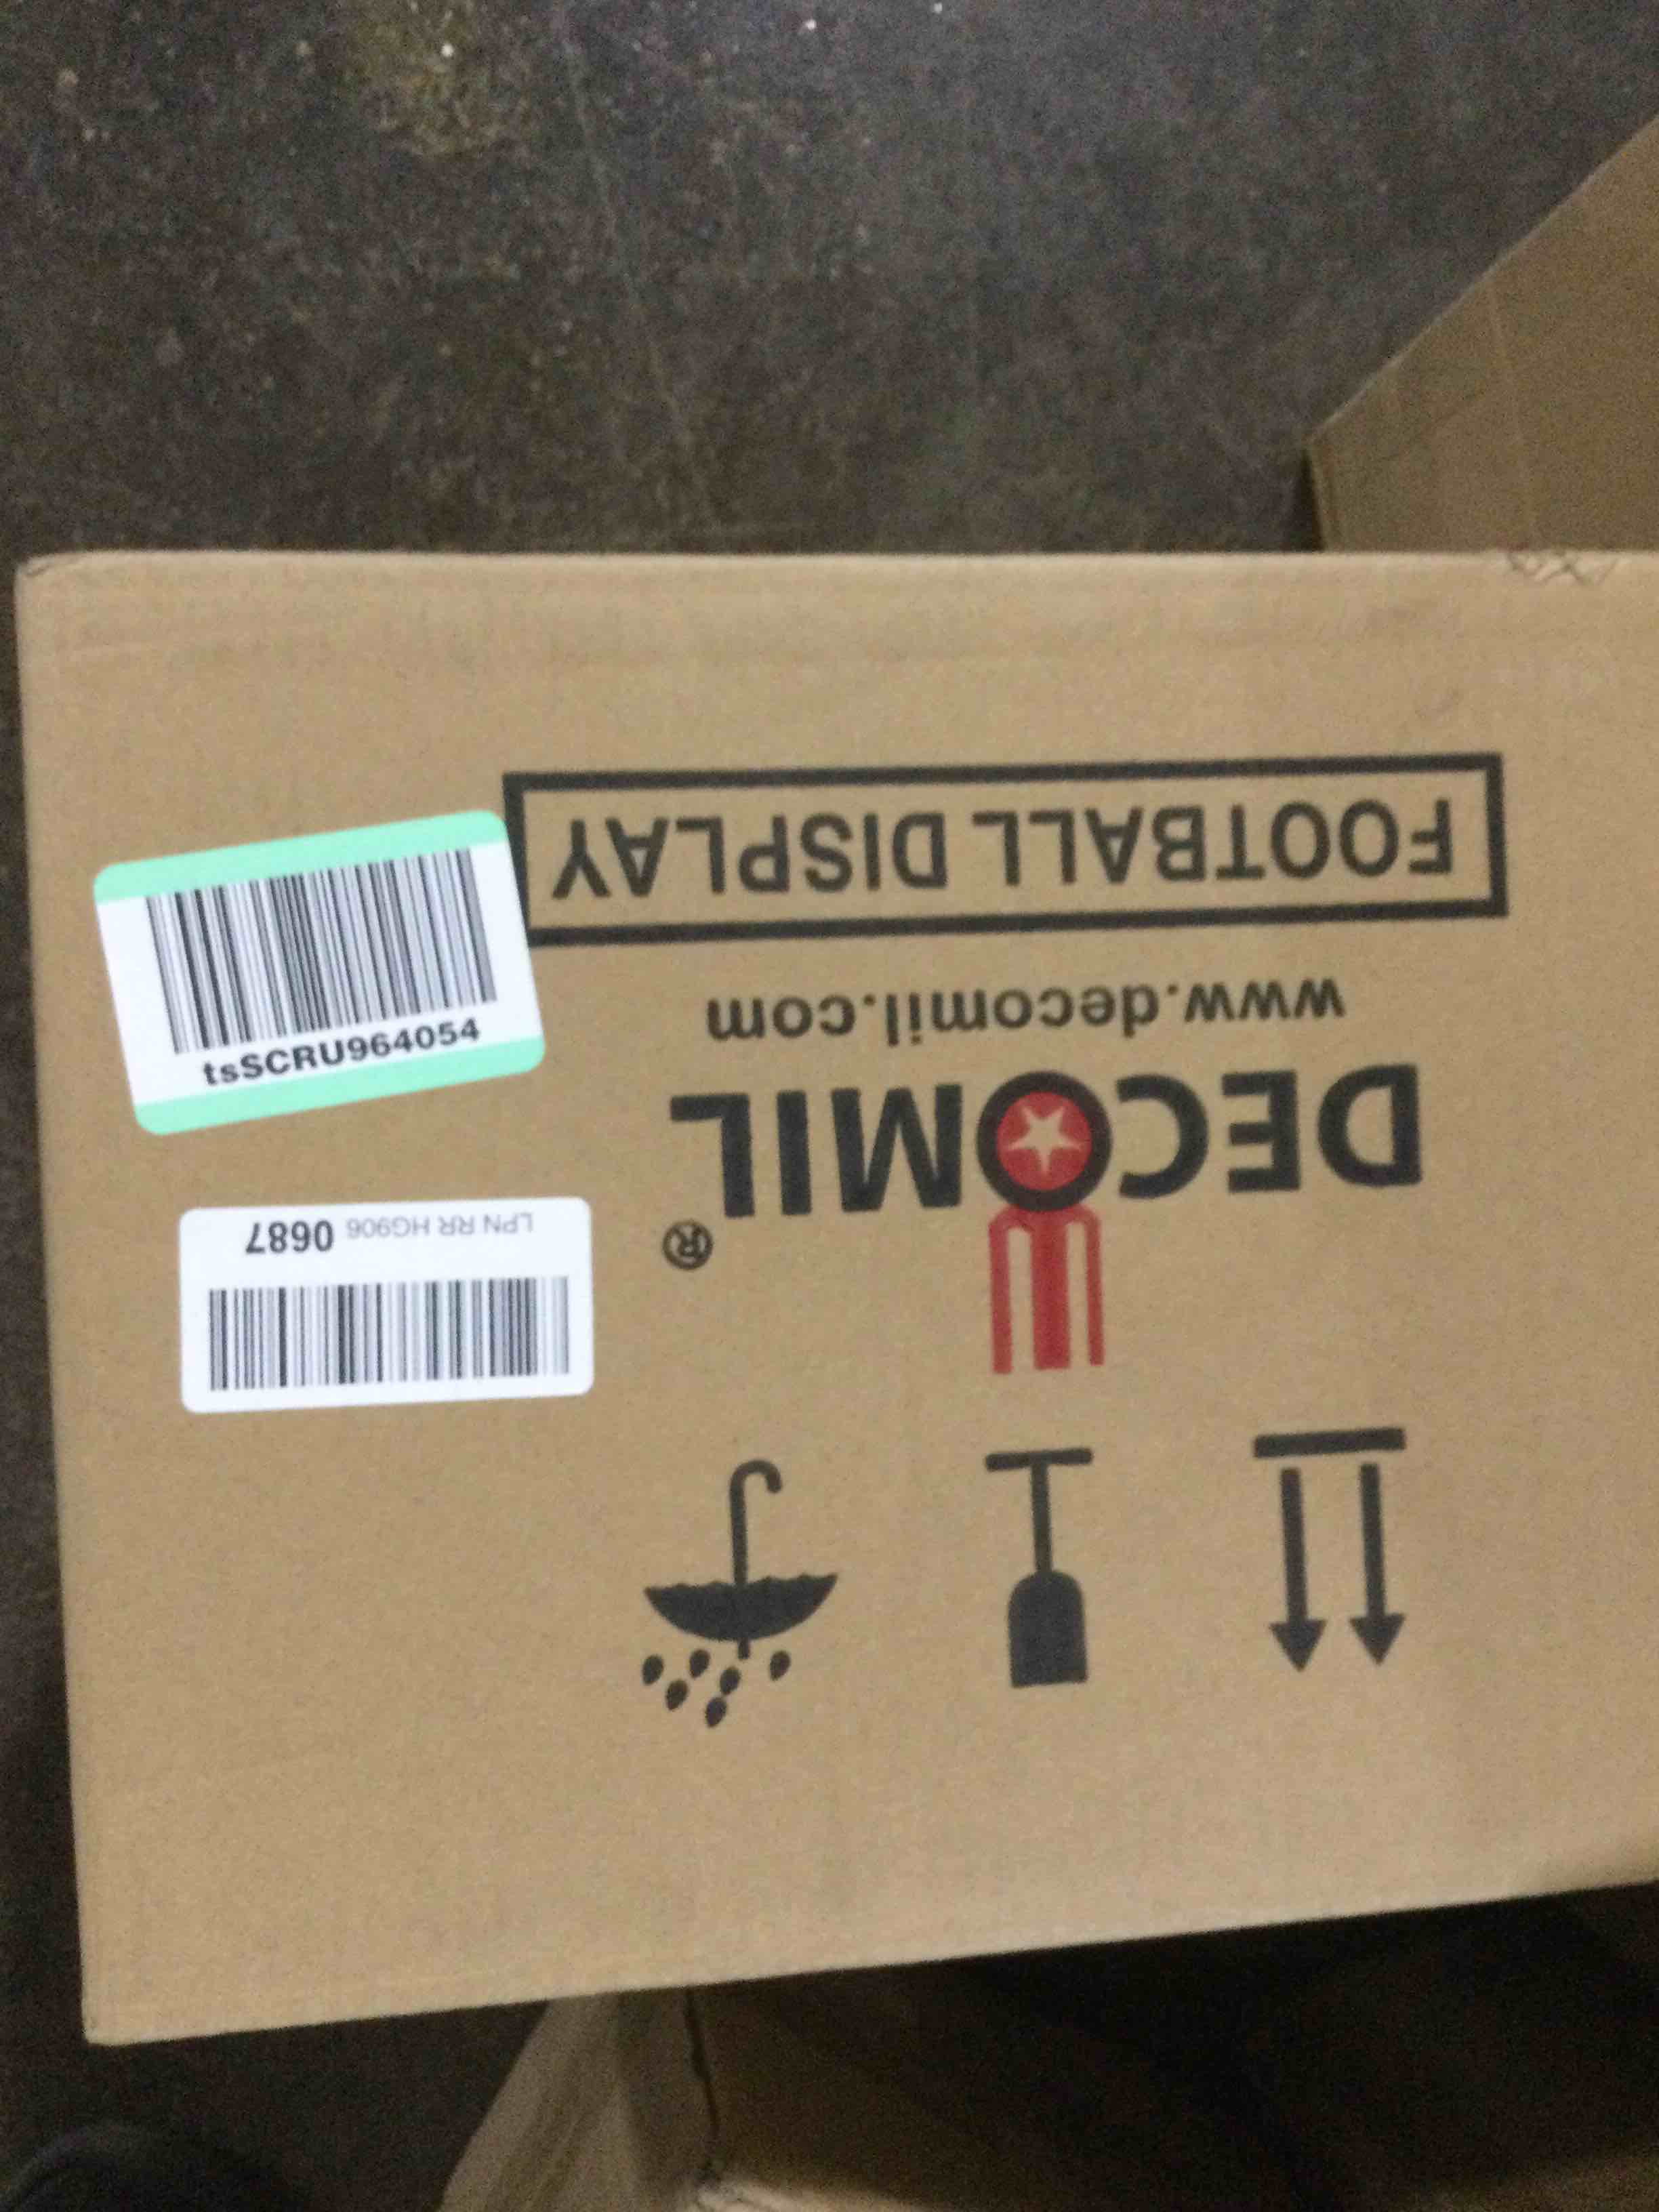 DECOMIL®
www.decomil.com
FOOTBALL DISPLAY
LPN RR HG906 0687
tsSCRU964054